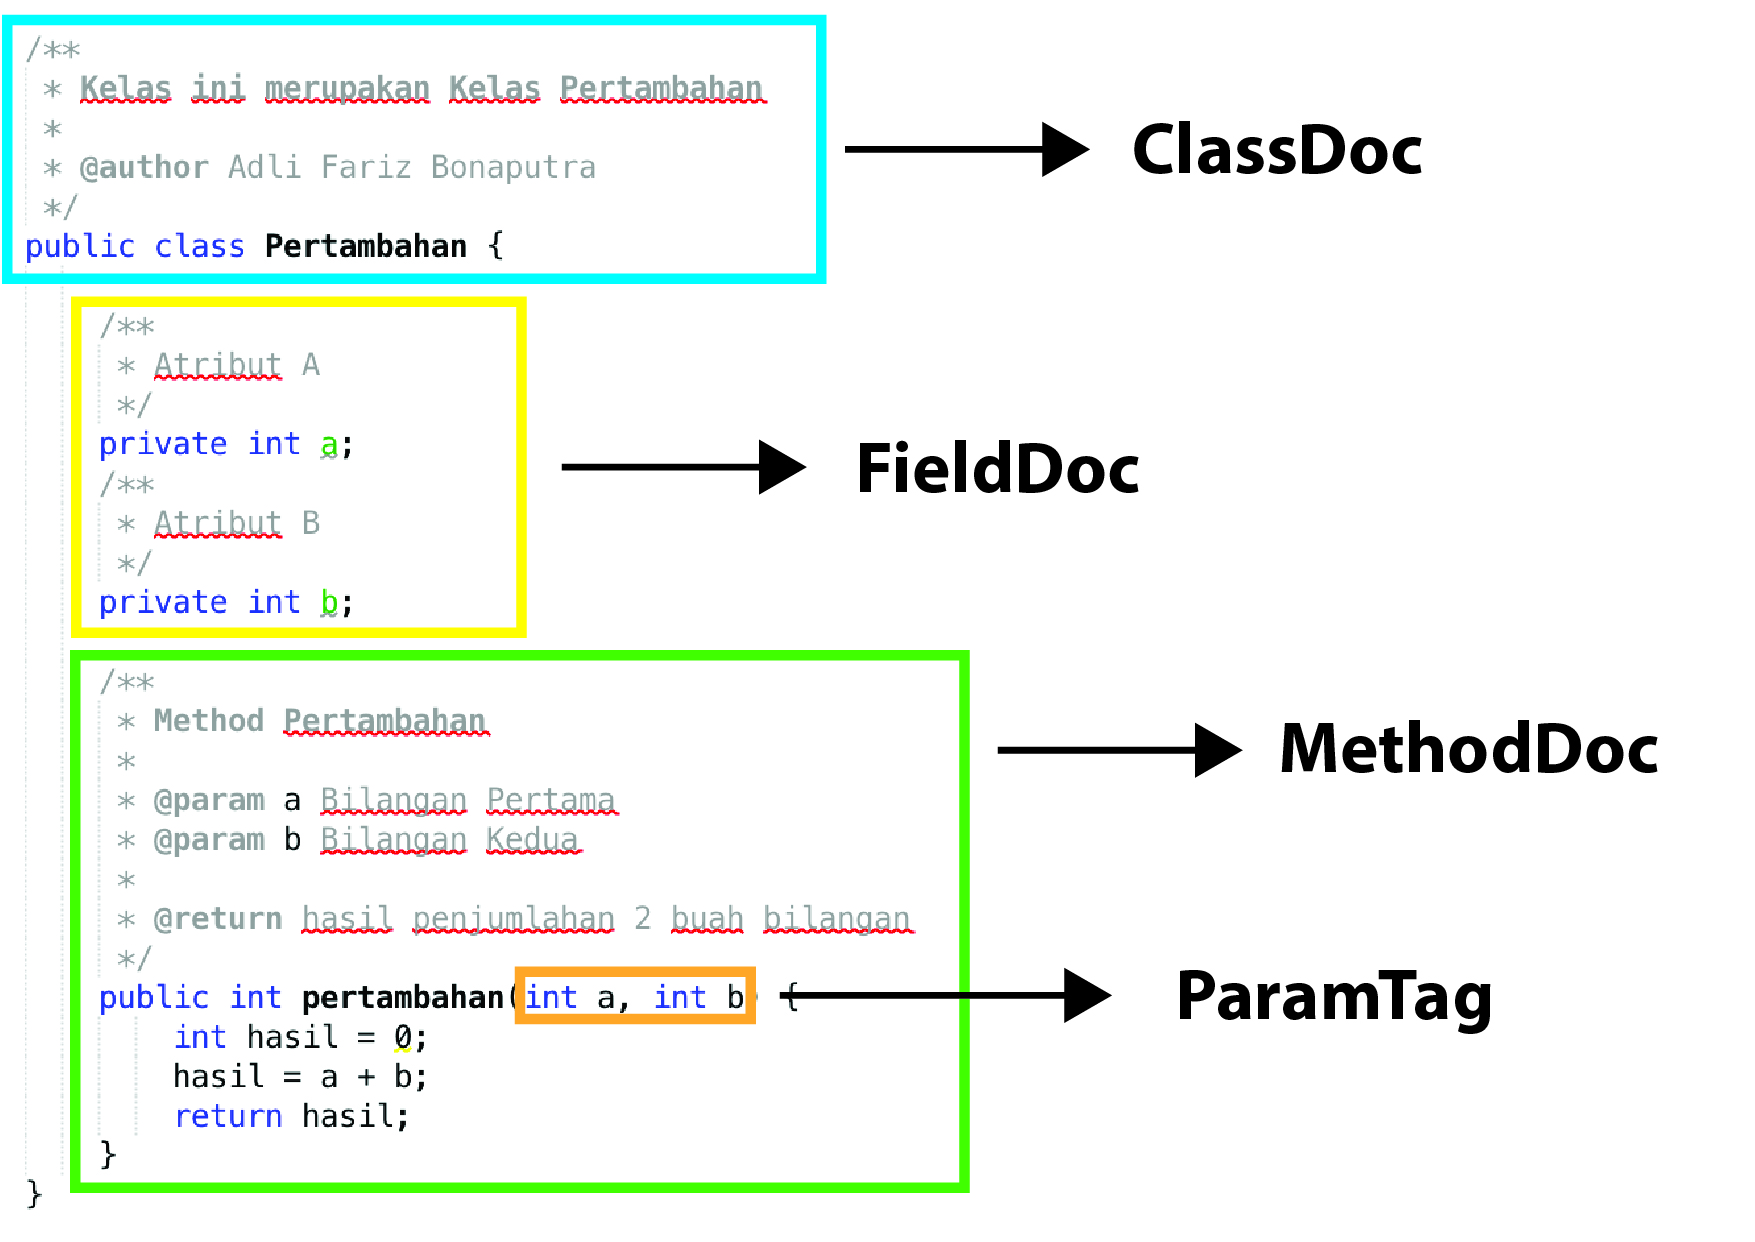 /**
* Kelas ini merupakan Kelas Pertambahan
*
* @author Adli Fariz Bonaputra
*/
public class Pertambahan {
ClassDoc
/**
* Atribut A
*/
private int a;
/**
* Atribut B
*/
private int b;
FieldDoc
/**
* Method Pertambahan
*
* @param a Bilangan Pertama
* @param b Bilangan Kedua
*
* @return hasil penjumlahan 2 buah bilangan
*/
MethodDoc
public int pertambahan(int a, int b) {
ParamTag
int hasil = 0;
hasil = a + b;
return hasil;
}
}